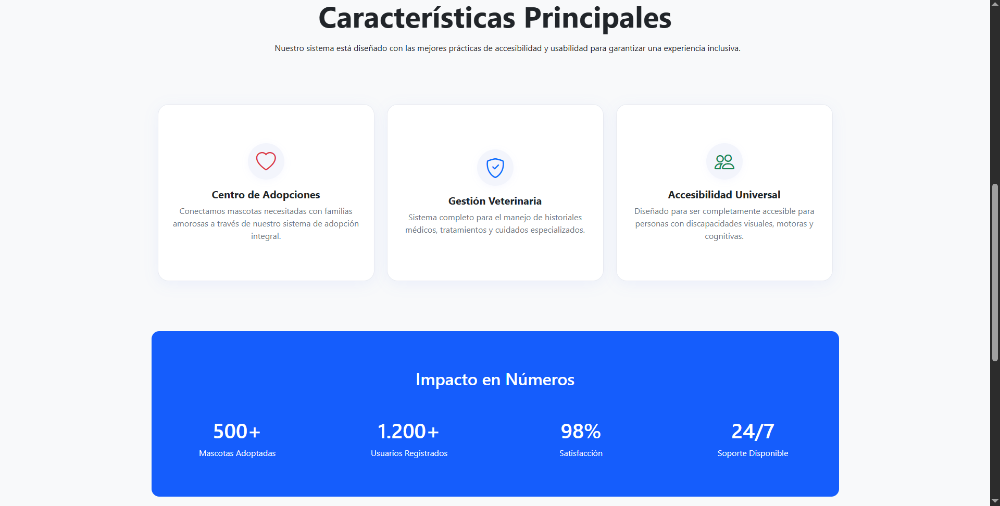 Características Principales
Nuestro sistema está diseñado con las mejores prácticas de accesibilidad y usabilidad para garantizar una experiencia inclusiva.
Centro de Adopciones
Conectamos mascotas necesitadas con familias
amorosas a través de nuestro sistema de adopción
integral.
Gestión Veterinaria
Sistema completo para el manejo de historiales
médicos, tratamientos y cuidados especializados.
Accesibilidad Universal
Diseñado para ser completamente accesible para
personas con discapacidades visuales, motoras y
cognitivas.
Impacto en Números
500+
Mascotas Adoptadas
1.200+
Usuarios Registrados
98%
Satisfacción
24/7
Soporte Disponible